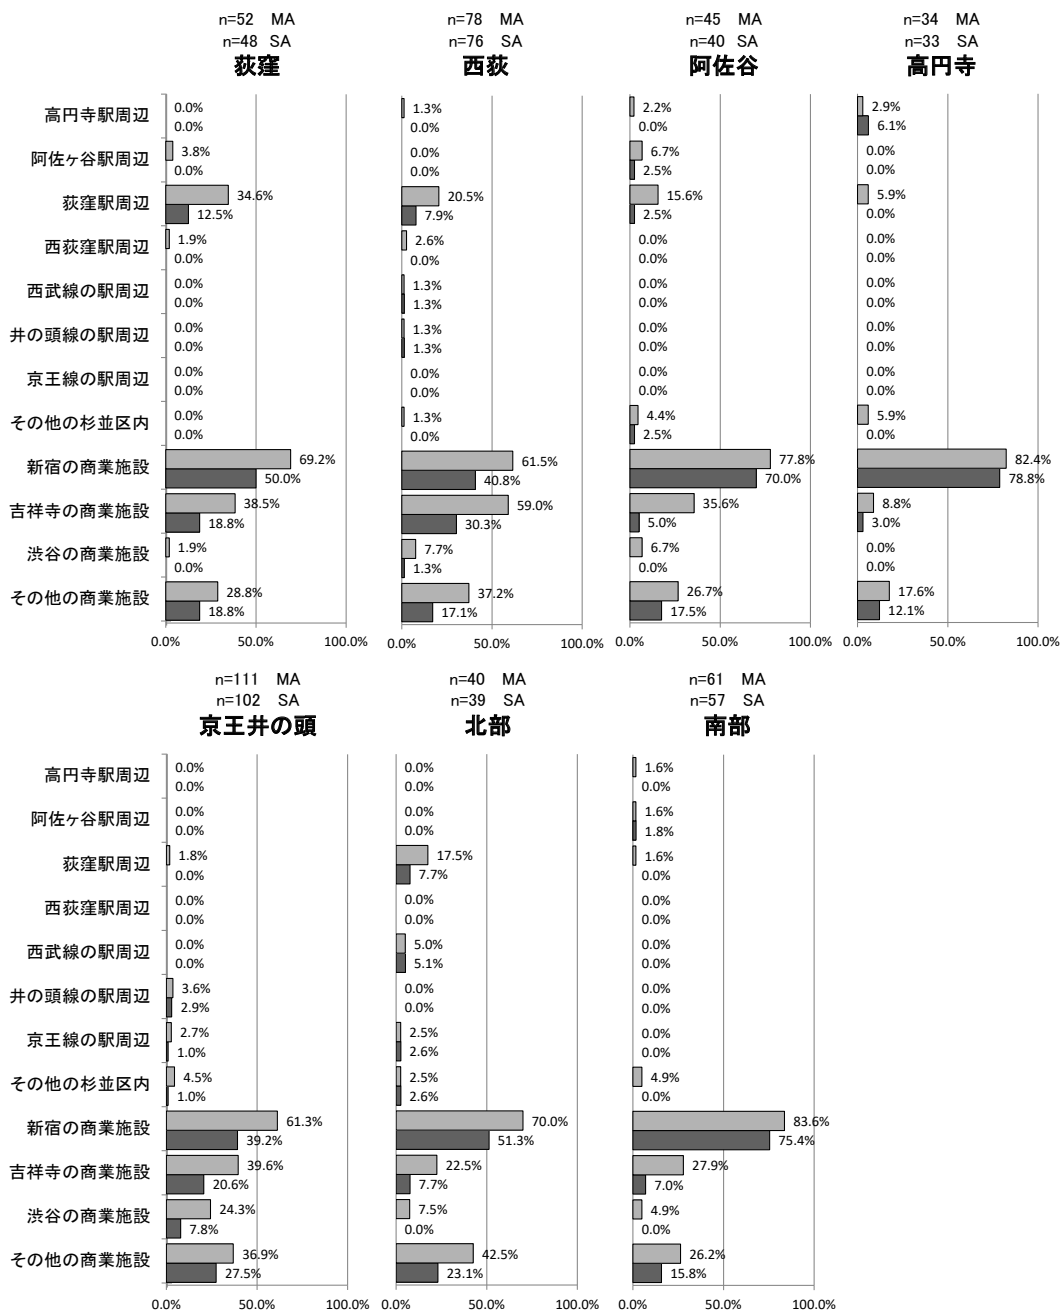 n=52 MA
n=48 SA
荻窪
n=78 MA
n=76 SA
西荻
n=45 MA
n=40 SA
阿佐谷
n=34 MA
n=33 SA
高円寺
高円寺駅周辺 0.0% 1.3% 2.2% 2.9%
0.0% 0.0% 0.0% 6.1%
阿佐ヶ谷駅周辺 3.8% 0.0% 6.7% 0.0%
0.0% 0.0% 2.5% 0.0%
荻窪駅周辺 34.6% 20.5% 15.6% 5.9%
12.5% 7.9% 2.5% 0.0%
西荻窪駅周辺 1.9% 2.6% 0.0% 0.0%
0.0% 0.0% 0.0% 0.0%
西武線の駅周辺 0.0% 1.3% 0.0% 0.0%
0.0% 1.3% 0.0% 0.0%
井の頭線の駅周辺 0.0% 1.3% 0.0% 0.0%
0.0% 1.3% 0.0% 0.0%
京王線の駅周辺 0.0% 0.0% 0.0% 0.0%
0.0% 0.0% 0.0% 0.0%
その他の杉並区内 0.0% 1.3% 4.4% 5.9%
0.0% 0.0% 2.5% 0.0%
新宿の商業施設 69.2% 61.5% 77.8% 82.4%
50.0% 40.8% 70.0% 78.8%
吉祥寺の商業施設 38.5% 59.0% 35.6% 8.8%
18.8% 30.3% 5.0% 3.0%
渋谷の商業施設 1.9% 7.7% 6.7% 0.0%
0.0% 1.3% 0.0% 0.0%
その他の商業施設 28.8% 37.2% 26.7% 17.6%
18.8% 17.1% 17.5% 12.1%
0.0% 50.0% 100.0% 0.0% 50.0% 100.0% 0.0% 50.0% 100.0% 0.0% 50.0% 100.0%
n=111 MA
n=102 SA
京王井の頭
n=40 MA
n=39 SA
北部
n=61 MA
n=57 SA
南部
高円寺駅周辺 0.0% 0.0% 1.6%
0.0% 0.0% 0.0%
阿佐ヶ谷駅周辺 0.0% 0.0% 1.6%
0.0% 0.0% 1.8%
荻窪駅周辺 1.8% 17.5% 1.6%
0.0% 7.7% 0.0%
西荻窪駅周辺 0.0% 0.0% 0.0%
0.0% 0.0% 0.0%
西武線の駅周辺 0.0% 5.0% 0.0%
0.0% 5.1% 0.0%
井の頭線の駅周辺 3.6% 0.0% 0.0%
2.9% 0.0% 0.0%
京王線の駅周辺 2.7% 2.5% 0.0%
1.0% 2.6% 0.0%
その他の杉並区内 4.5% 2.5% 4.9%
1.0% 2.6% 0.0%
新宿の商業施設 61.3% 70.0% 83.6%
39.2% 51.3% 75.4%
吉祥寺の商業施設 39.6% 22.5% 27.9%
20.6% 7.7% 7.0%
渋谷の商業施設 24.3% 7.5% 4.9%
7.8% 0.0% 0.0%
その他の商業施設 36.9% 42.5% 26.2%
27.5% 23.1% 15.8%
0.0% 50.0% 100.0% 0.0% 50.0% 100.0% 0.0% 50.0% 100.0%